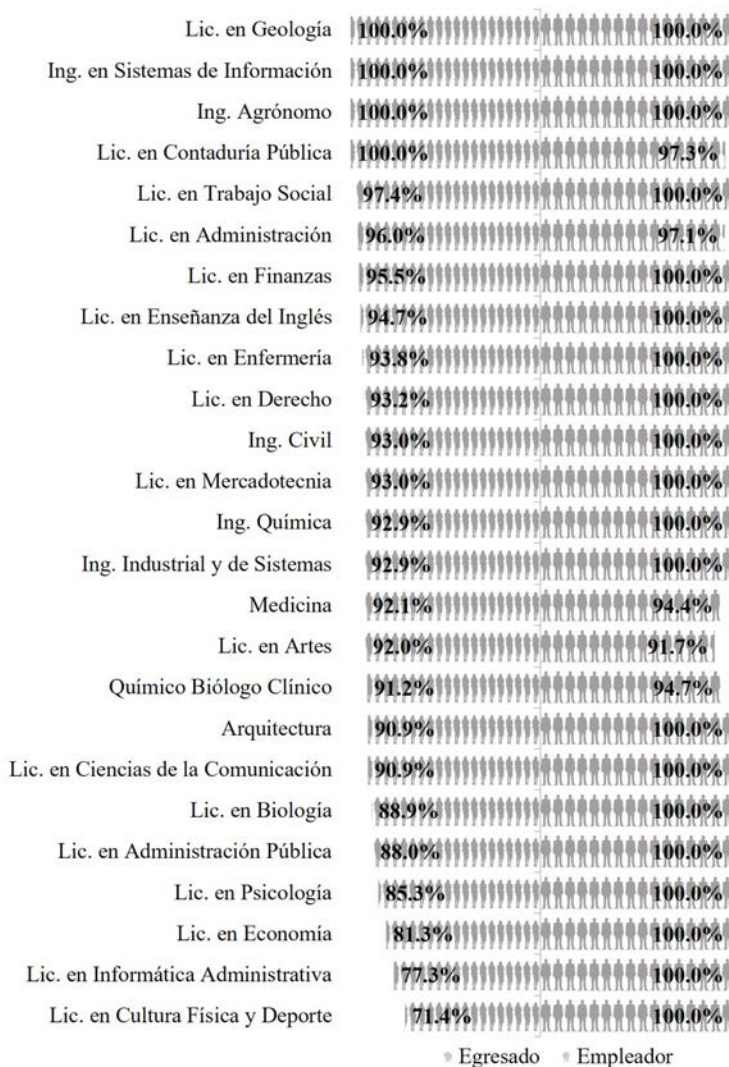 Lic. en Geología 100.0% 100.0%
Ing. en Sistemas de Información 100.0% 100.0%
Ing. Agrónomo 100.0% 100.0%
Lic. en Contaduría Pública 100.0% 97.3%
Lic. en Trabajo Social 97.4% 100.0%
Lic. en Administración 96.0% 97.1%
Lic. en Finanzas 95.5% 100.0%
Lic. en Enseñanza del Inglés 94.7% 100.0%
Lic. en Enfermería 93.8% 100.0%
Lic. en Derecho 93.2% 100.0%
Ing. Civil 93.0% 100.0%
Lic. en Mercadotecnia 93.0% 100.0%
Ing. Química 92.9% 100.0%
Ing. Industrial y de Sistemas 92.9% 100.0%
Medicina 92.1% 94.4%
Lic. en Artes 92.0% 91.7%
Químico Biólogo Clínico 91.2% 94.7%
Arquitectura 90.9% 100.0%
Lic. en Ciencias de la Comunicación 90.9% 100.0%
Lic. en Biología 88.9% 100.0%
Lic. en Administración Pública 88.0% 100.0%
Lic. en Psicología 85.3% 100.0%
Lic. en Economía 81.3% 100.0%
Lic. en Informática Administrativa 77.3% 100.0%
Lic. en Cultura Física y Deporte 71.4% 100.0%
Egresado Empleador